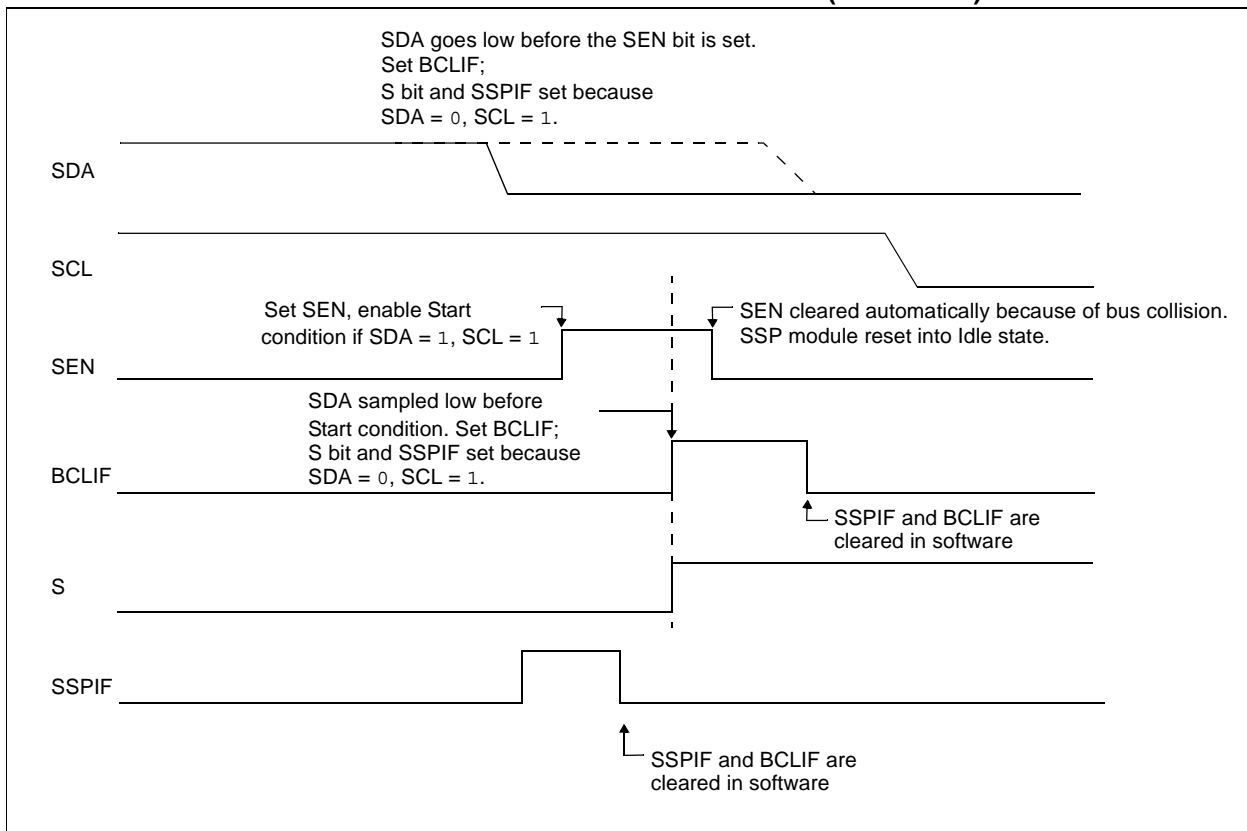 SDA goes low before the SEN bit is set.
Set BCLIF;
S bit and SSPIF set because
SDA = 0, SCL = 1.
SDA
SCL
Set SEN, enable Start
condition if SDA = 1, SCL = 1
SEN cleared automatically because of bus collision.
SSP module reset into Idle state.
SEN
SDA sampled low before
Start condition. Set BCLIF;
S bit and SSPIF set because
SDA = 0, SCL = 1.
BCLIF
SSPIF and BCLIF are
cleared in software
S
SSPIF
SSPIF and BCLIF are
cleared in software